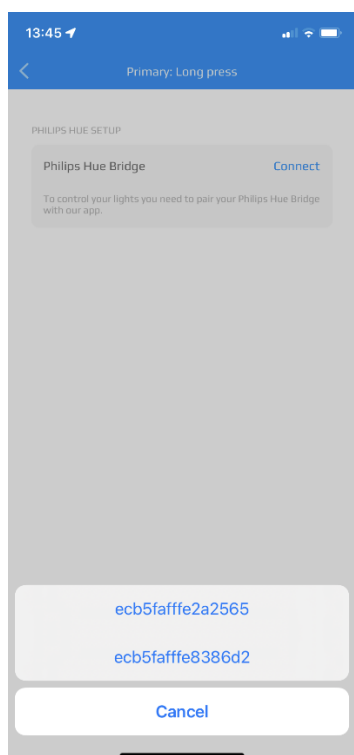 13:45
Primary: Long press
PHILIPS HUE SETUP
Philips Hue Bridge Connect
To control your lights you need to pair your Philips Hue Bridge
with our app.
ecb5fafffe2a2565
ecb5fafffe8386d2
Cancel